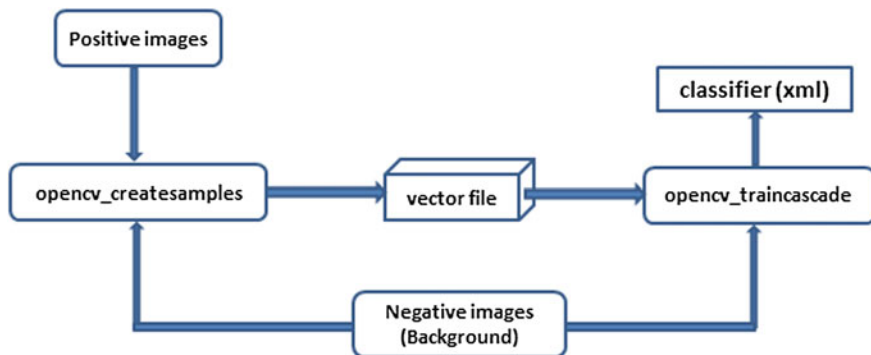 Positive images
classifier (xml)
opencv_createsamples
vector file
opencv_traincascade
Negative images
(Background)